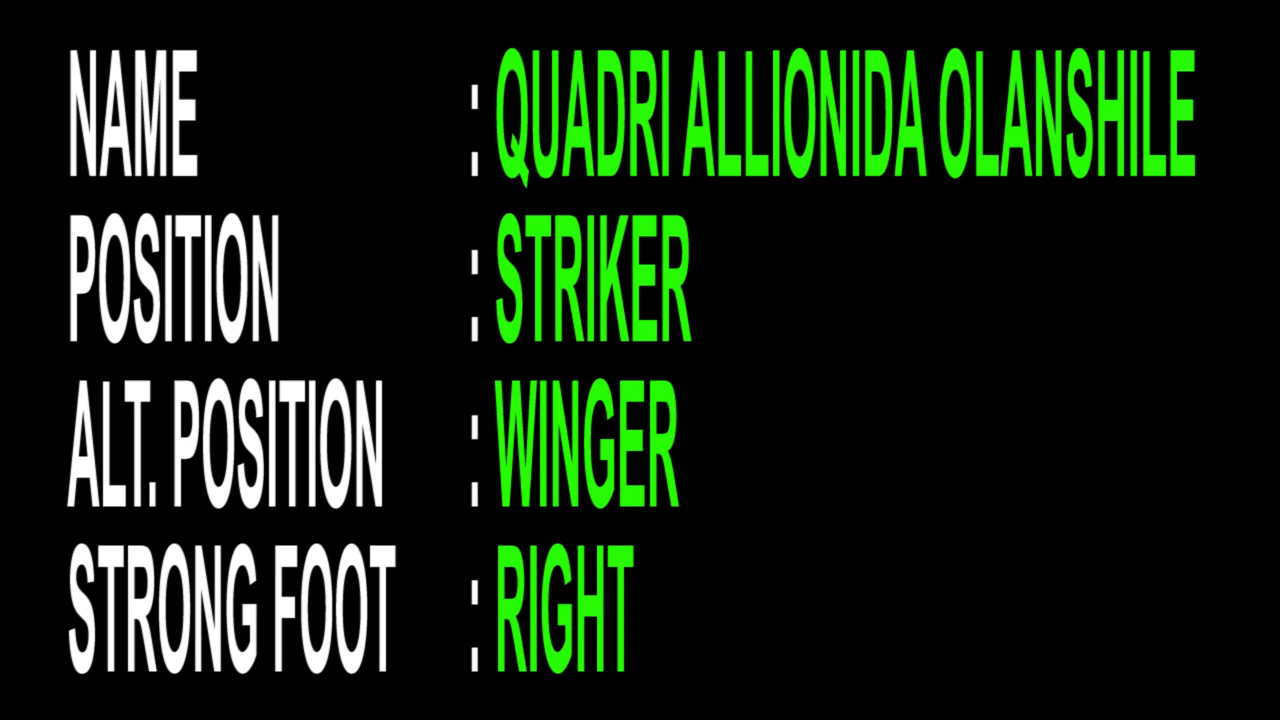 NAME : QUADRI ALLIONIDA OLANSHILE
POSITION : STRIKER
ALT. POSITION : WINGER
STRONG FOOT : RIGHT